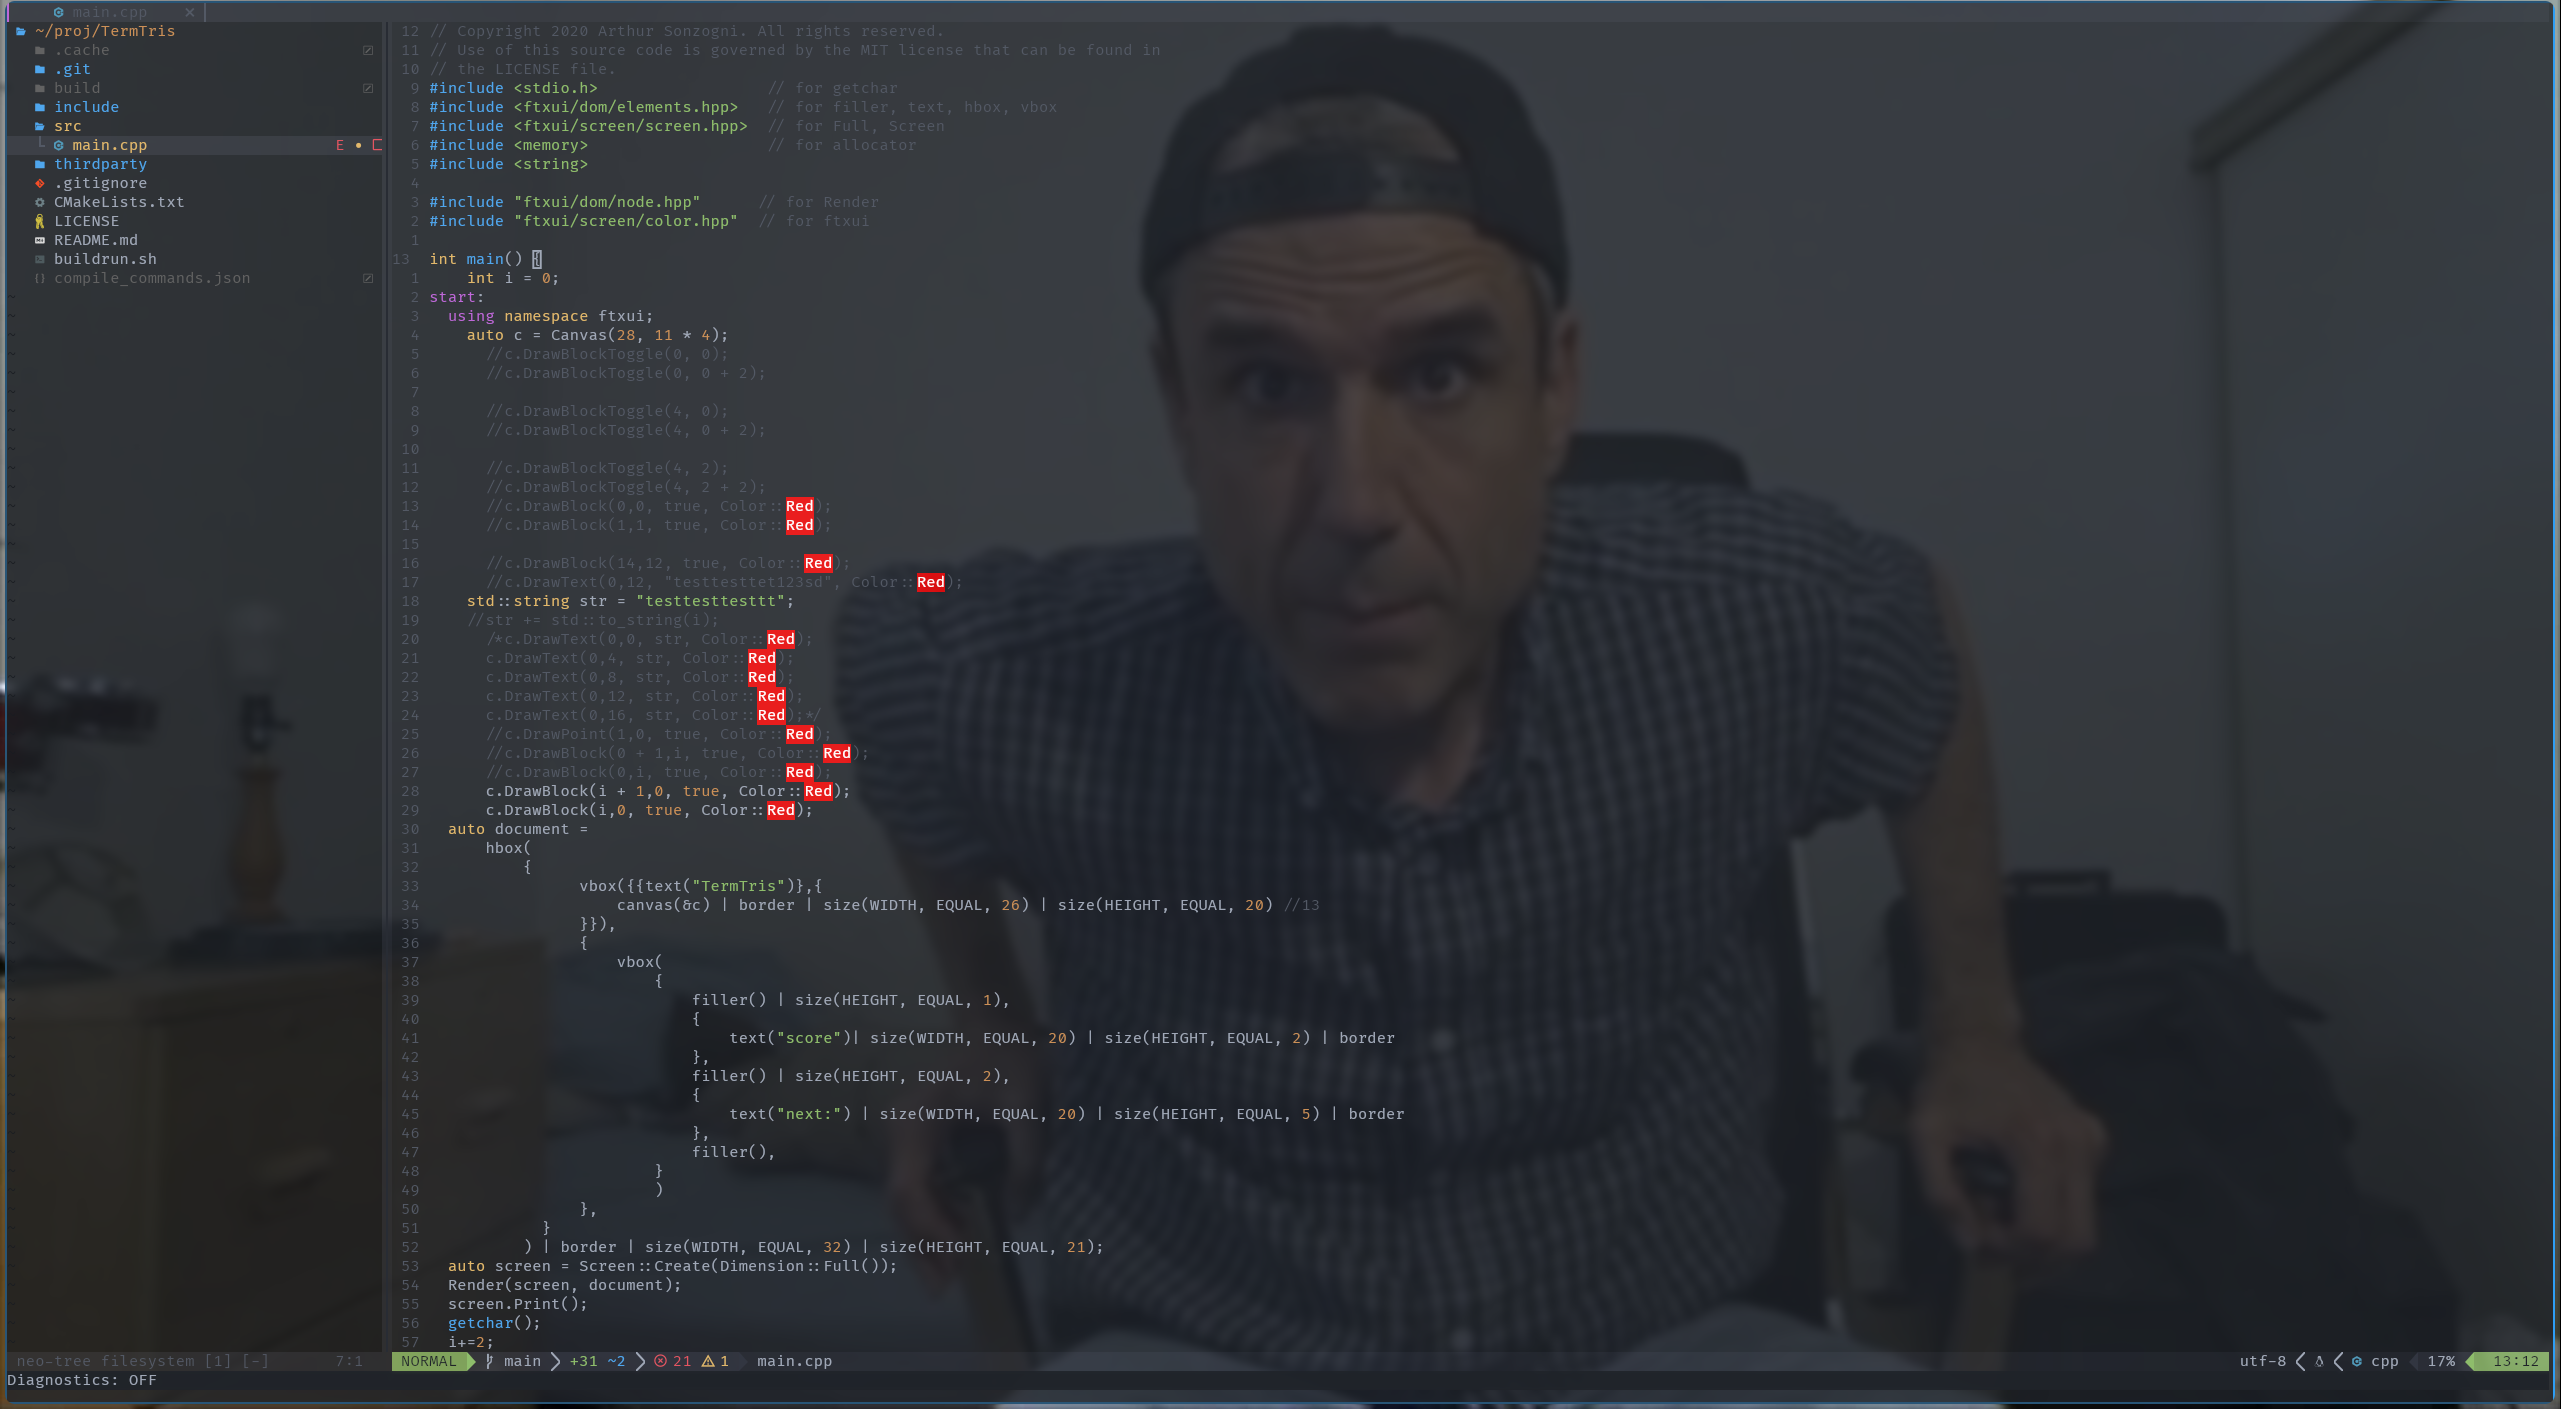 main.cpp ×
~/proj/TermTris
.cache
.git
build
include
src
main.cpp E
thirdparty
.gitignore
CMakeLists.txt
LICENSE
README.md
buildrun.sh
compile_commands.json
12 // Copyright 2020 Arthur Sonzogni. All rights reserved.
11 // Use of this source code is governed by the MIT license that can be found in
10 // the LICENSE file.
9 #include <stdio.h> // for getchar
8 #include <ftxui/dom/elements.hpp> // for filler, text, hbox, vbox
7 #include <ftxui/screen/screen.hpp> // for Full, Screen
6 #include <memory> // for allocator
5 #include <string>
4
3 #include "ftxui/dom/node.hpp" // for Render
2 #include "ftxui/screen/color.hpp" // for ftxui
1
13 int main() {
1 int i = 0;
2 start:
3 using namespace ftxui;
4 auto c = Canvas(28, 11 * 4);
5 //c.DrawBlockToggle(0, 0);
6 //c.DrawBlockToggle(0, 0 + 2);
7
8 //c.DrawBlockToggle(4, 0);
9 //c.DrawBlockToggle(4, 0 + 2);
10
11 //c.DrawBlockToggle(4, 2);
12 //c.DrawBlockToggle(4, 2 + 2);
13 //c.DrawBlock(0,0, true, Color::Red);
14 //c.DrawBlock(1,1, true, Color::Red);
15
16 //c.DrawBlock(14,12, true, Color::Red);
17 //c.DrawText(0,12, "testtesttet123sd", Color::Red);
18 std::string str = "testtesttesttt";
19 //str += std::to_string(i);
20 /*c.DrawText(0,0, str, Color::Red);
21 c.DrawText(0,4, str, Color::Red);
22 c.DrawText(0,8, str, Color::Red);
23 c.DrawText(0,12, str, Color::Red);
24 c.DrawText(0,16, str, Color::Red);*/
25 //c.DrawPoint(1,0, true, Color::Red);
26 //c.DrawBlock(0 + 1,i, true, Color::Red);
27 //c.DrawBlock(0,i, true, Color::Red);
28 c.DrawBlock(i + 1,0, true, Color::Red);
29 c.DrawBlock(i,0, true, Color::Red);
30 auto document =
31 hbox(
32 {
33 vbox({{text("TermTris")},{
34 canvas(&c) | border | size(WIDTH, EQUAL, 26) | size(HEIGHT, EQUAL, 20) //13
35 }}),
36 {
37 vbox(
38 {
39 filler() | size(HEIGHT, EQUAL, 1),
40 {
41 text("score")| size(WIDTH, EQUAL, 20) | size(HEIGHT, EQUAL, 2) | border
42 },
43 filler() | size(HEIGHT, EQUAL, 2),
44 {
45 text("next:") | size(WIDTH, EQUAL, 20) | size(HEIGHT, EQUAL, 5) | border
46 },
47 filler(),
48 }
49 )
50 },
51 }
52 ) | border | size(WIDTH, EQUAL, 32) | size(HEIGHT, EQUAL, 21);
53 auto screen = Screen::Create(Dimension::Full());
54 Render(screen, document);
55 screen.Print();
56 getchar();
57 i+=2;
neo-tree filesystem [1] [-] 7:1
NORMAL main +31 ~2 21 1 main.cpp utf-8 cpp 17% 13:12
Diagnostics: OFF